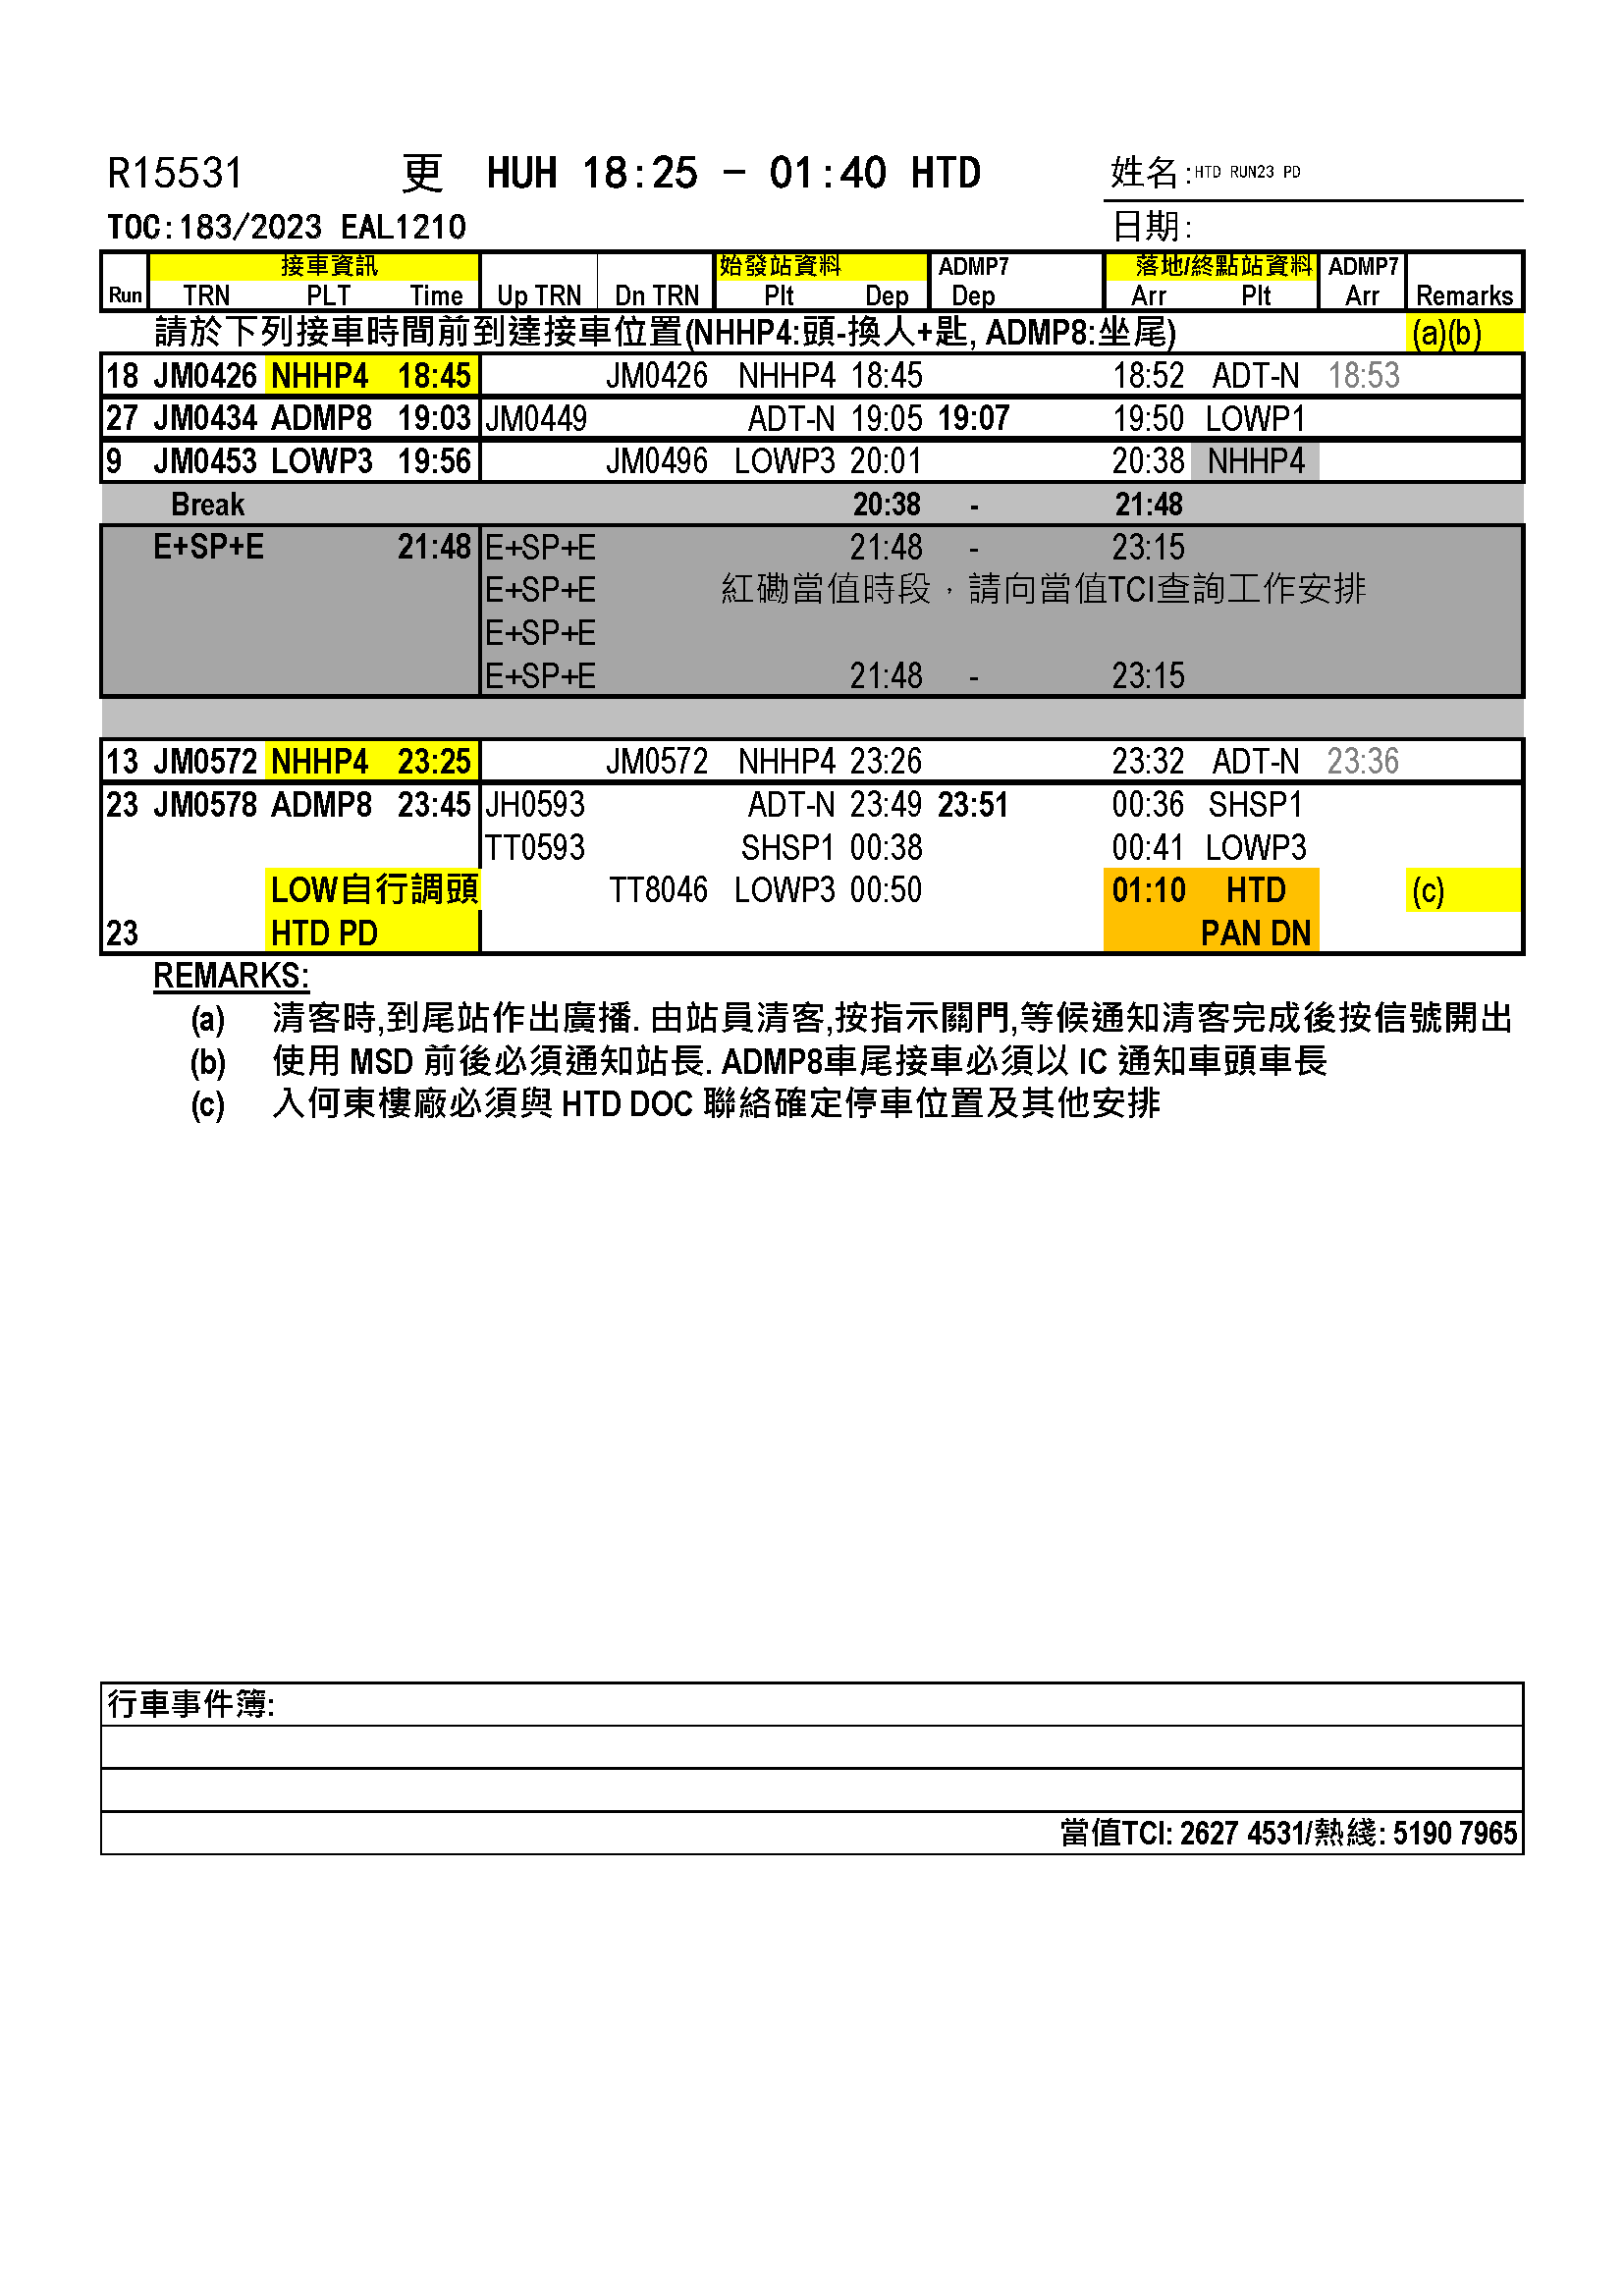 R15531 更 HUH 18:25 - 01:40 HTD 姓名:HTD RUN23 PD
TOC:183/2023 EAL1210 日期:
接車資訊 始發站資料 ADMP7 落地/終點站資料 ADMP7
Run TRN PLT Time Up TRN Dn TRN Plt Dep Dep Arr Plt Arr Remarks
請於下列接車時間前到達接車位置(NHHP4:頭-換人+匙, ADMP8:坐尾) (a)(b)
18 JM0426 NHHP4 18:45 JM0426 NHHP4 18:45 18:52 ADT-N 18:53
27 JM0434 ADMP8 19:03 JM0449 ADT-N 19:05 19:07 19:50 LOWP1
9 JM0453 LOWP3 19:56 JM0496 LOWP3 20:01 20:38 NHHP4
Break 20:38 - 21:48
E+SP+E 21:48 E+SP+E 21:48 - 23:15
E+SP+E 紅磡當值時段，請向當值TCI查詢工作安排
E+SP+E
E+SP+E 21:48 - 23:15
13 JM0572 NHHP4 23:25 JM0572 NHHP4 23:26 23:32 ADT-N 23:36
23 JM0578 ADMP8 23:45 JH0593 ADT-N 23:49 23:51 00:36 SHSP1
TT0593 SHSP1 00:38 00:41 LOWP3
LOW自行調頭 TT8046 LOWP3 00:50 01:10 HTD (c)
23 HTD PD PAN DN
REMARKS:
(a) 清客時,到尾站作出廣播. 由站員清客,按指示關門,等候通知清客完成後按信號開出
(b) 使用 MSD 前後必須通知站長. ADMP8車尾接車必須以 IC 通知車頭車長
(c) 入何東樓廠必須與 HTD DOC 聯絡確定停車位置及其他安排
行車事件簿:
當值TCI: 2627 4531/熱綫: 5190 7965